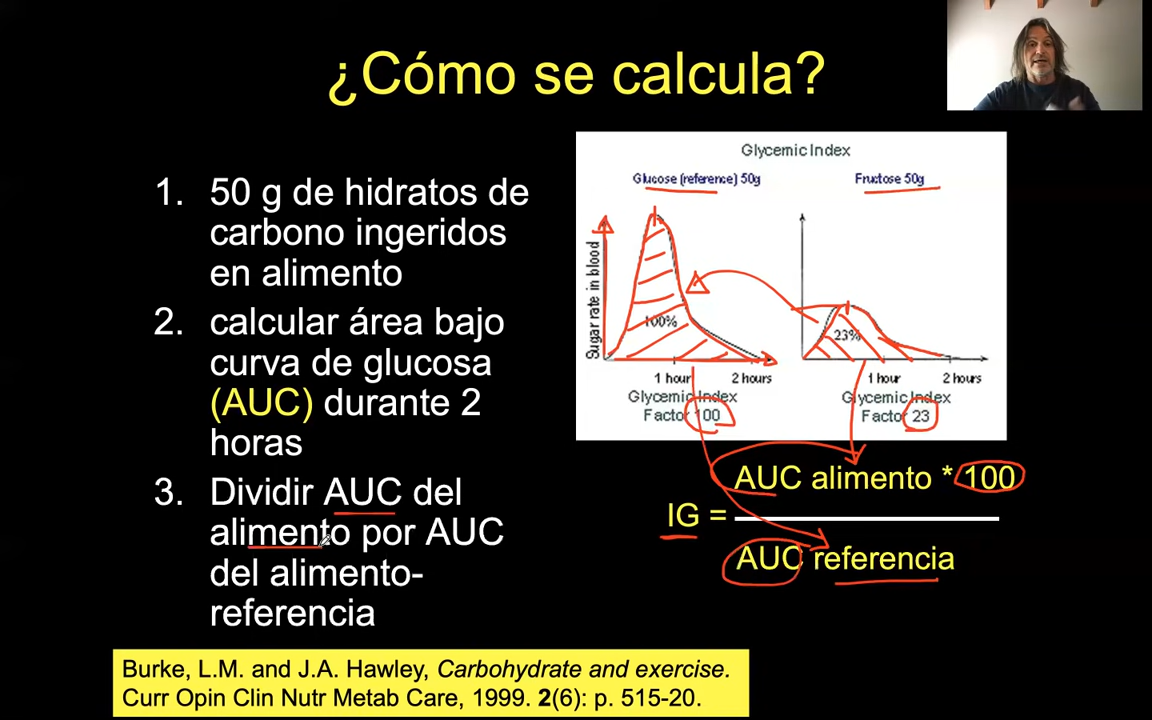 ¿Cómo se calcula?
1. 50 g de hidratos de
carbono ingeridos
en alimento
2. calcular área bajo
curva de glucosa
(AUC) durante 2
horas
3. Dividir AUC del
alimento por AUC
del alimento-
referencia
Glycemic Index
Glucose (reference) 50g
Fructose 50g
Sugar rate in blood
100%
23%
1 hour
2 hours
1 hour
2 hours
Glycemic Index
Factor 100
Glycemic Index
Factor 23
AUC alimento * 100
IG =
AUC referencia
Burke, L.M. and J.A. Hawley, Carbohydrate and exercise.
Curr Opin Clin Nutr Metab Care, 1999. 2(6): p. 515-20.